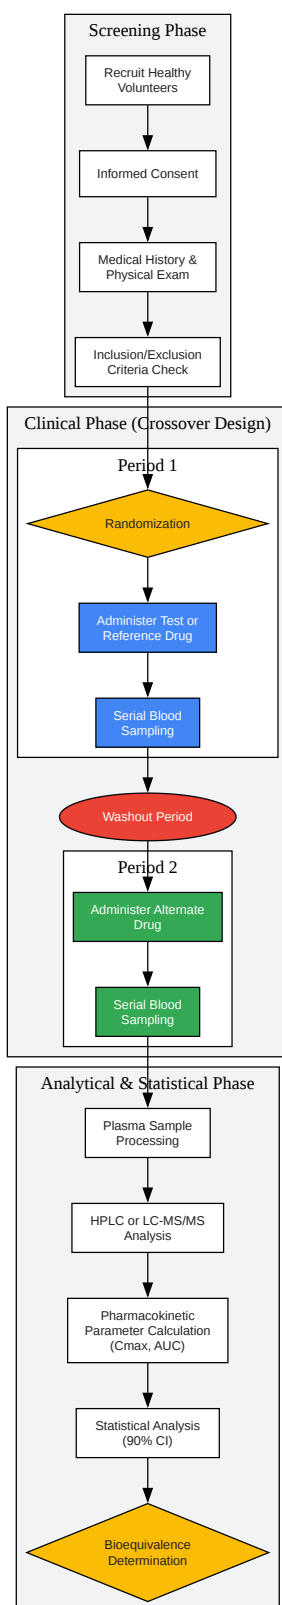 Screening Phase
Recruit Healthy
Volunteers
Informed Consent
Medical History &
Physical Exam
Inclusion/Exclusion
Criteria Check
Clinical Phase (Crossover Design)
Period 1
Randomization
Administer Test or
Reference Drug
Serial Blood
Sampling
Washout Period
Period 2
Administer Alternate
Drug
Serial Blood
Sampling
Analytical & Statistical Phase
Plasma Sample
Processing
HPLC or LC-MS/MS
Analysis
Pharmacokinetic
Parameter Calculation
(Cmax, AUC)
Statistical Analysis
(90% CI)
Bioequivalence
Determination